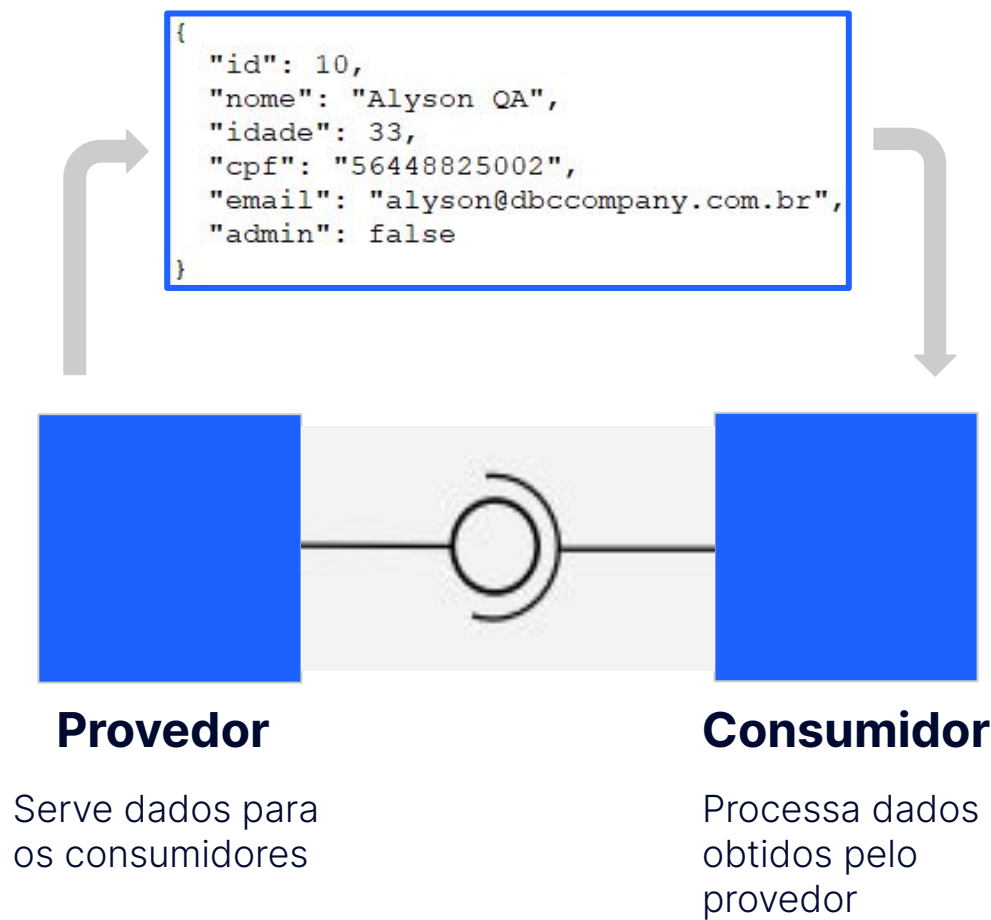 {
"id": 10,
"nome": "Alyson QA",
"idade": 33,
"cpf": "56448825002",
"email": "alyson@dbccompany.com.br",
"admin": false
}
Provedor
Serve dados para
os consumidores
Consumidor
Processa dados
obtidos pelo
provedor